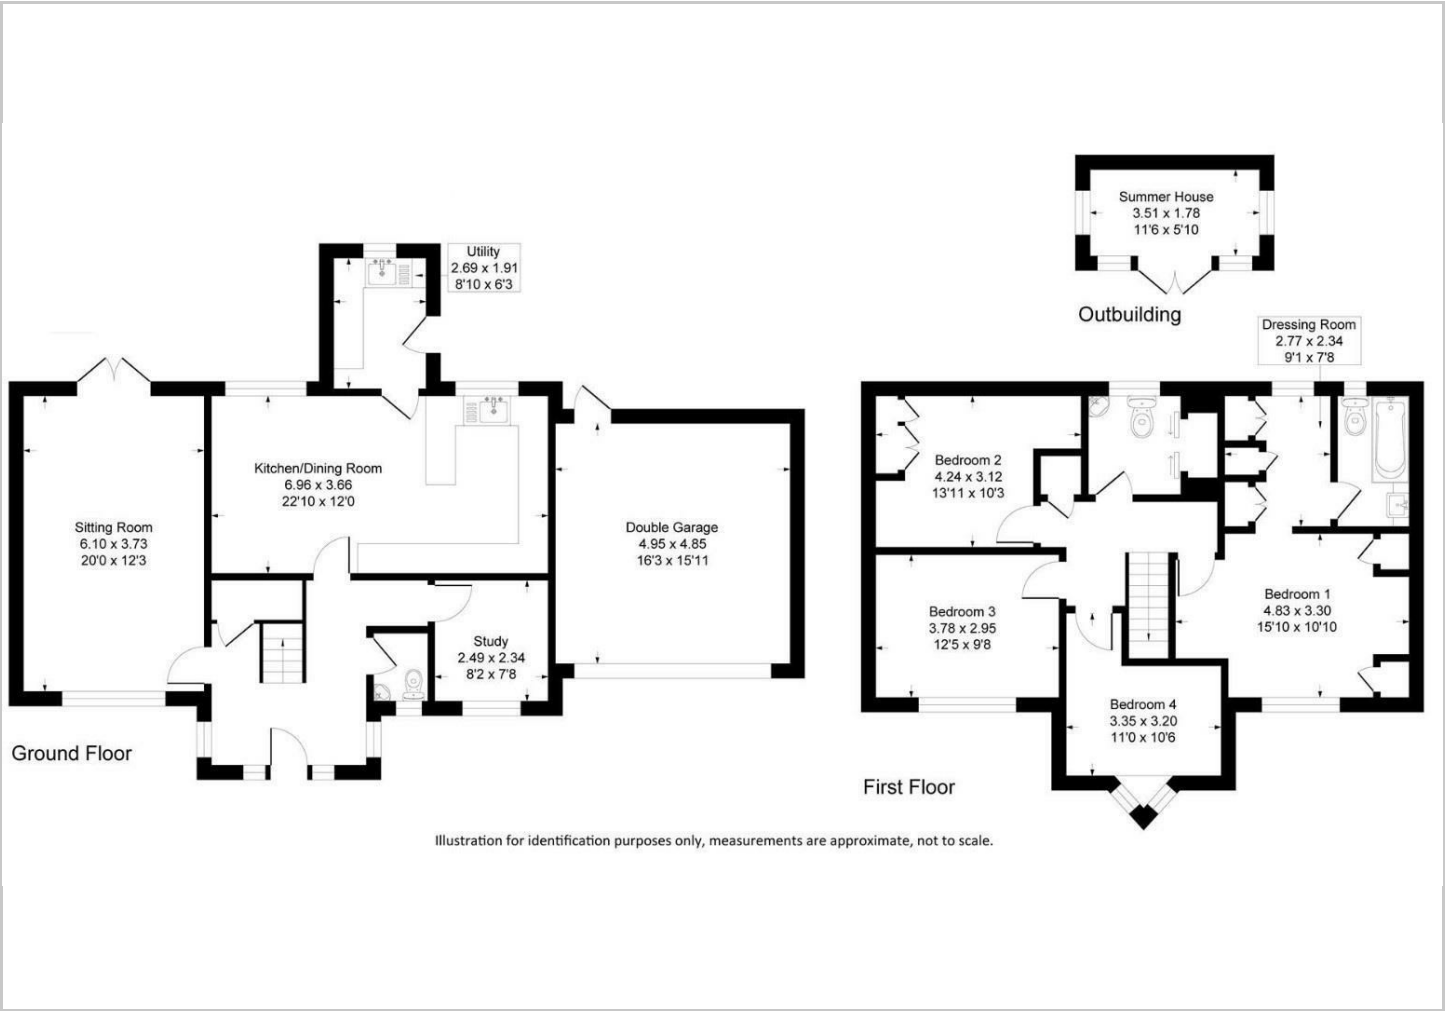 Summer House
3.51 x 1.78
11'6 x 5'10
Outbuilding
Utility
2.69 x 1.91
8'10 x 6'3
Dressing Room
2.77 x 2.34
9'1 x 7'8
Kitchen/Dining Room
6.96 x 3.66
22'10 x 12'0
Sitting Room
6.10 x 3.73
20'0 x 12'3
Double Garage
4.95 x 4.85
16'3 x 15'11
Study
2.49 x 2.34
8'2 x 7'8
Ground Floor
Bedroom 2
4.24 x 3.12
13'11 x 10'3
Bedroom 3
3.78 x 2.95
12'5 x 9'8
Bedroom 1
4.83 x 3.30
15'10 x 10'10
Bedroom 4
3.35 x 3.20
11'0 x 10'6
First Floor
Illustration for identification purposes only, measurements are approximate, not to scale.